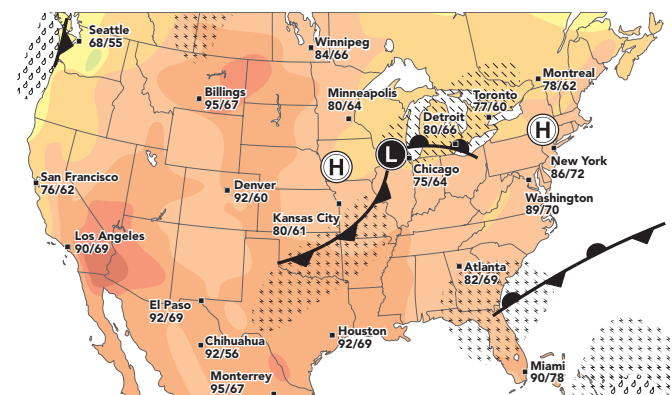 Seattle
68/55
Winnipeg
84/66
Billings
95/67
Minneapolis
80/64
Montreal
78/62
Toronto
77/60
Detroit
80/66
H
H
L
Chicago
75/64
New York
86/72
San Francisco
76/62
Denver
92/60
Kansas City
80/61
Washington
89/70
Los Angeles
90/69
Atlanta
82/69
El Paso
92/69
Chihuahua
92/56
Houston
92/69
Monterrey
95/67
Miami
90/78